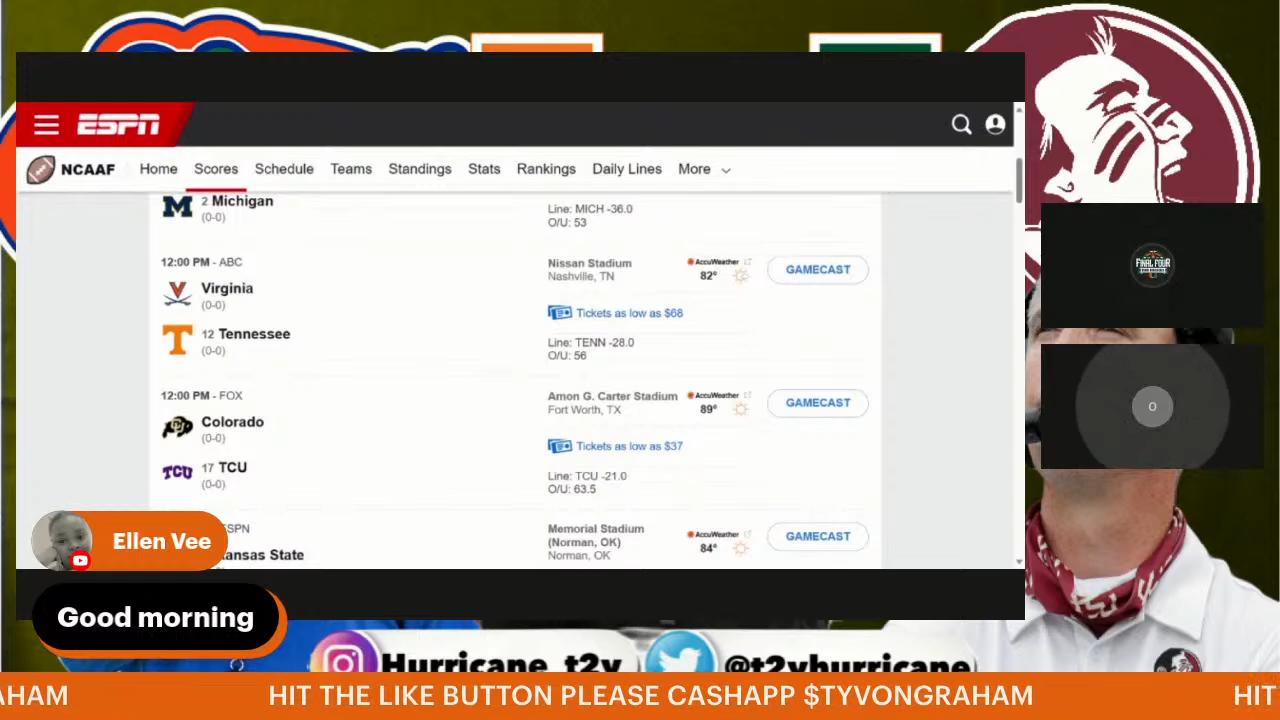 ESPN
NCAAF Home Scores Schedule Teams Standings Stats Rankings Daily Lines More
2 Michigan
(0-0)
Line: MICH -36.0
O/U: 53
12:00 PM - ABC
Virginia
(0-0)
12 Tennessee
(0-0)
Nissan Stadium
Nashville, TN
AccuWeather
82°
GAMECAST
Tickets as low as $68
Line: TENN -28.0
O/U: 56
12:00 PM - FOX
Colorado
(0-0)
TCU
17 TCU
(0-0)
Amon G. Carter Stadium
Fort Worth, TX
AccuWeather
89°
GAMECAST
Tickets as low as $37
Line: TCU -21.0
O/U: 63.5
ESPN
ansas State
Memorial Stadium
(Norman, OK)
Norman, OK
AccuWeather
84°
GAMECAST
FINAL FOUR
O
Ellen Vee
Good morning
Hurricane_t2y
@t2yhurricane
AHAM HIT THE LIKE BUTTON PLEASE CASHAPP $TYVONGRAHAM HIT